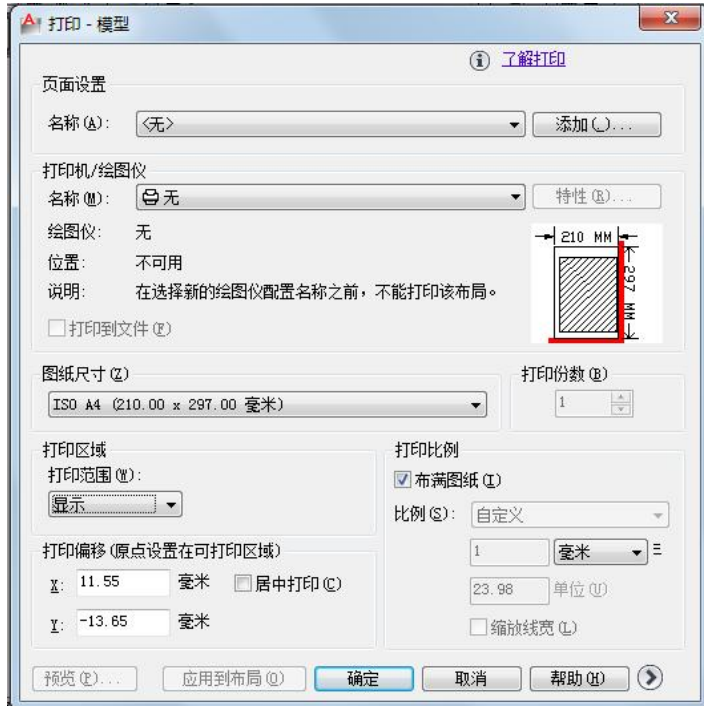 打印 - 模型
了解打印
页面设置
名称(A): <无> 添加(.)...
打印机/绘图仪
名称(M): 无 特性(R)...
绘图仪: 无
位置: 不可用
说明: 在选择新的绘图仪配置名称之前，不能打印该布局。
打印到文件(F)
210 MM
297 MM
图纸尺寸(Z) 打印份数(B)
ISO A4 (210.00 x 297.00 毫米) 1
打印区域 打印比例
打印范围(W): 布满图纸(I)
显示 比例(S): 自定义
打印偏移(原点设置在可打印区域) 1 毫米 =
X: 11.55 毫米 居中打印(C) 23.98 单位(U)
Y: -13.65 毫米 缩放线宽(L)
预览(P)... 应用到布局(O) 确定 取消 帮助(H)